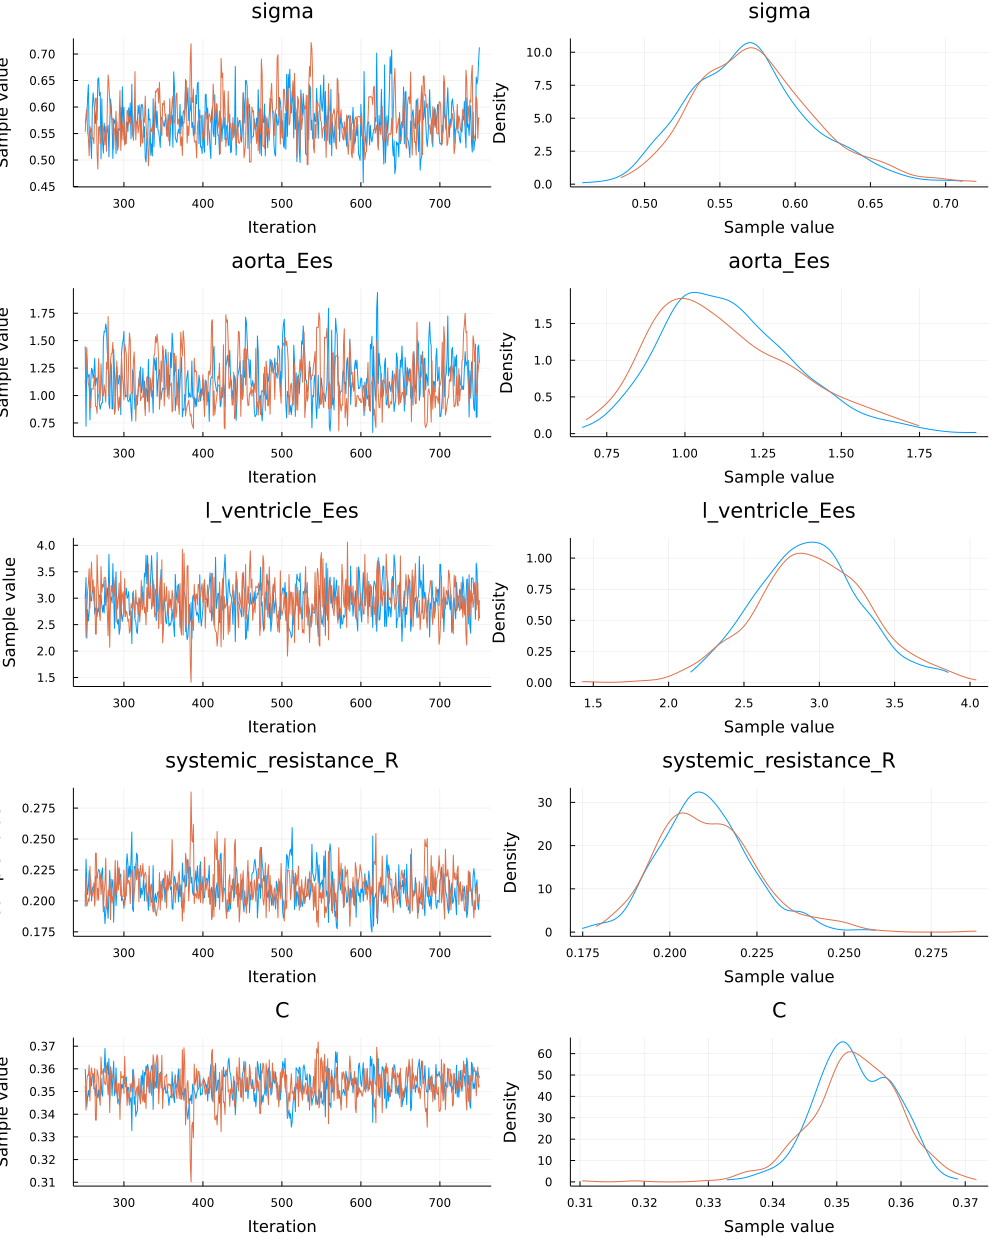 sigma
sigma
Sample value
0.70
0.65
0.60
0.55
0.50
0.45
300 400 500 600 700
Iteration
Density
10.0
7.5
5.0
2.5
0.0
0.50 0.55 0.60 0.65 0.70
Sample value
aorta_Ees
aorta_Ees
Sample value
1.75
1.50
1.25
1.00
0.75
300 400 500 600 700
Iteration
Density
1.5
1.0
0.5
0.0
0.75 1.00 1.25 1.50 1.75
Sample value
l_ventricle_Ees
l_ventricle_Ees
Sample value
4.0
3.5
3.0
2.5
2.0
1.5
300 400 500 600 700
Iteration
Density
1.00
0.75
0.50
0.25
0.00
1.5 2.0 2.5 3.0 3.5 4.0
Sample value
systemic_resistance_R
systemic_resistance_R
0.275
0.250
0.225
0.200
0.175
300 400 500 600 700
Iteration
Density
30
20
10
0
0.175 0.200 0.225 0.250 0.275
Sample value
C
C
Sample value
0.37
0.36
0.35
0.34
0.33
0.32
0.31
300 400 500 600 700
Iteration
Density
60
50
40
30
20
10
0
0.31 0.32 0.33 0.34 0.35 0.36 0.37
Sample value